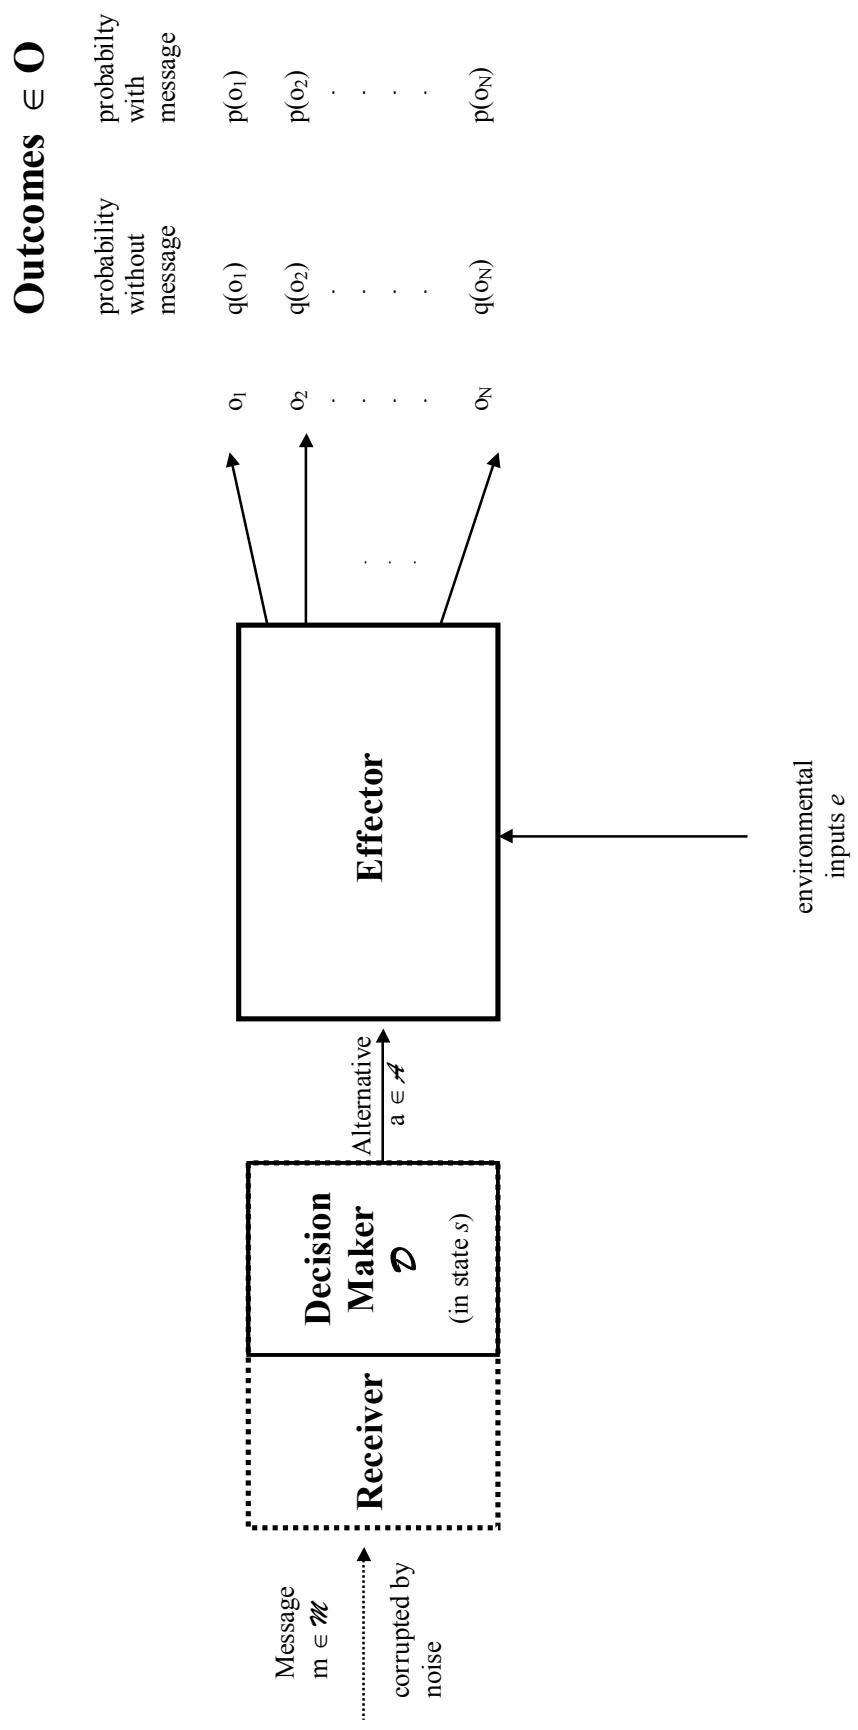 Outcomes ∈ O
probability
without
message
probabilty
with
message
o₁ q(o₁) p(o₁)
o₂ q(o₂) p(o₂)
. . .
. . .
. . .
. . .
oN q(oN) p(oN)
. . .
Message
m ∈ ℳ
corrupted by
noise
Receiver
Decision
Maker
𝒟
(in state s)
Alternative
a ∈ 𝒜
Effector
environmental
inputs e